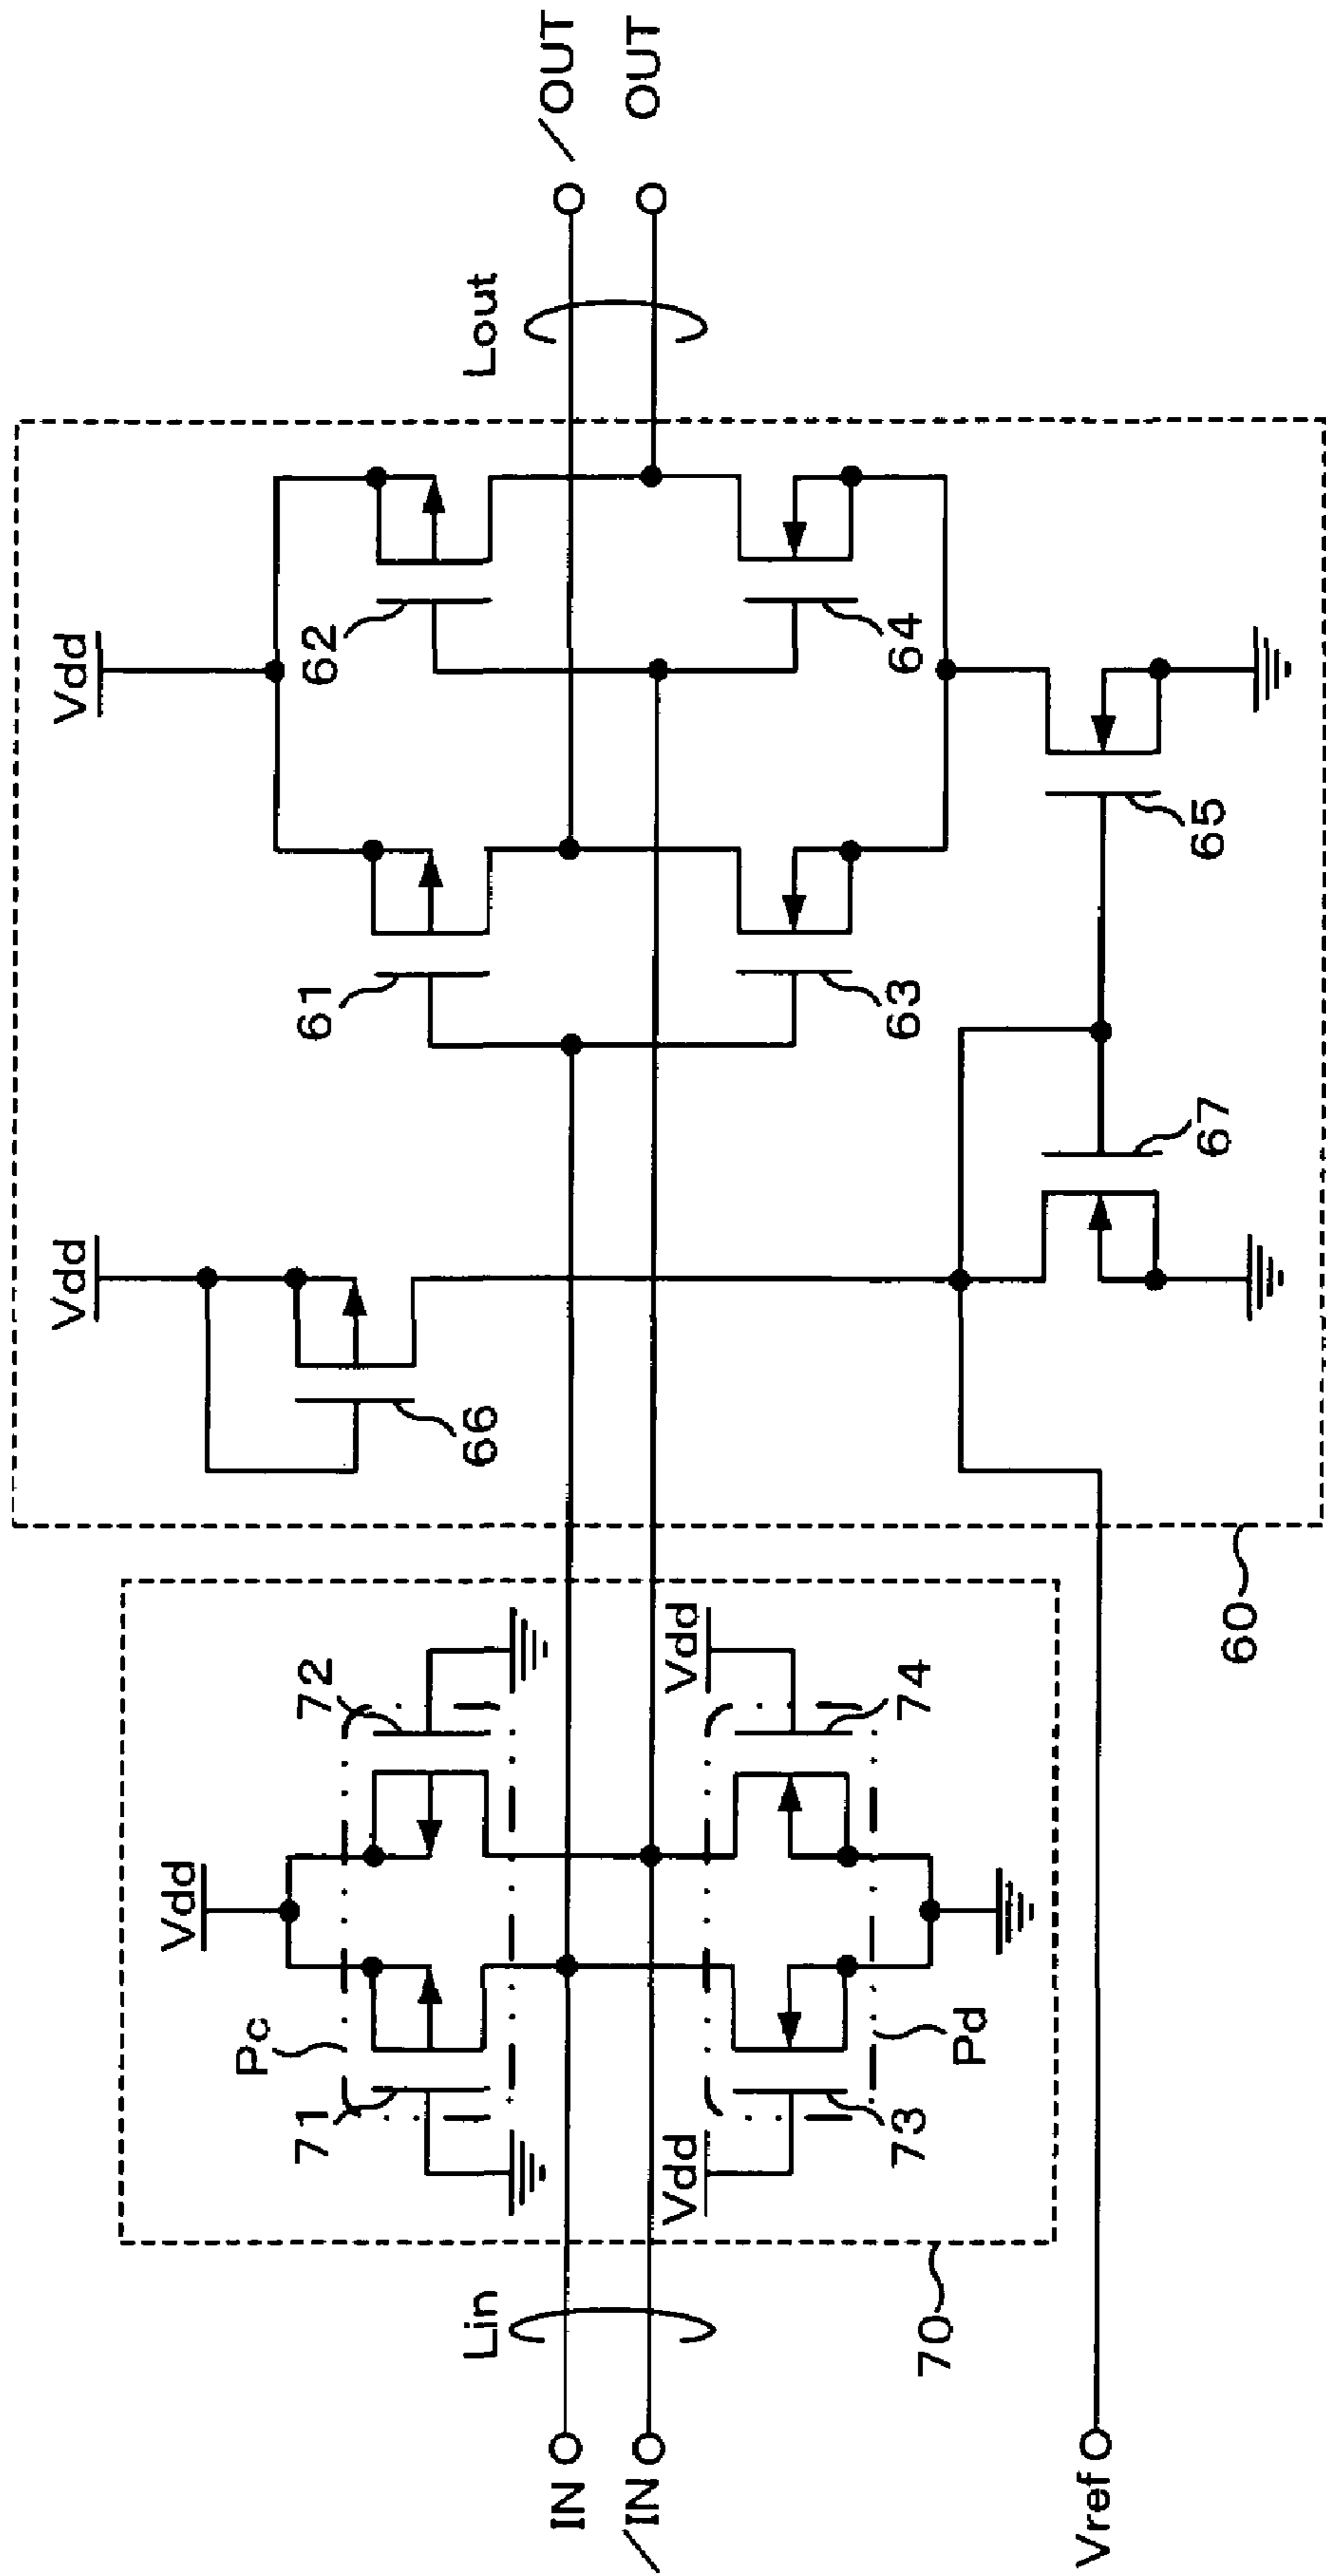 Vdd
Vdd
/OUT
OUT
Lout
62
61
66
64
63
65
67
60
Vdd
72
Pc
71
Vdd
74
Vdd
73
Pd
70
Lin
IN
/IN
Vref